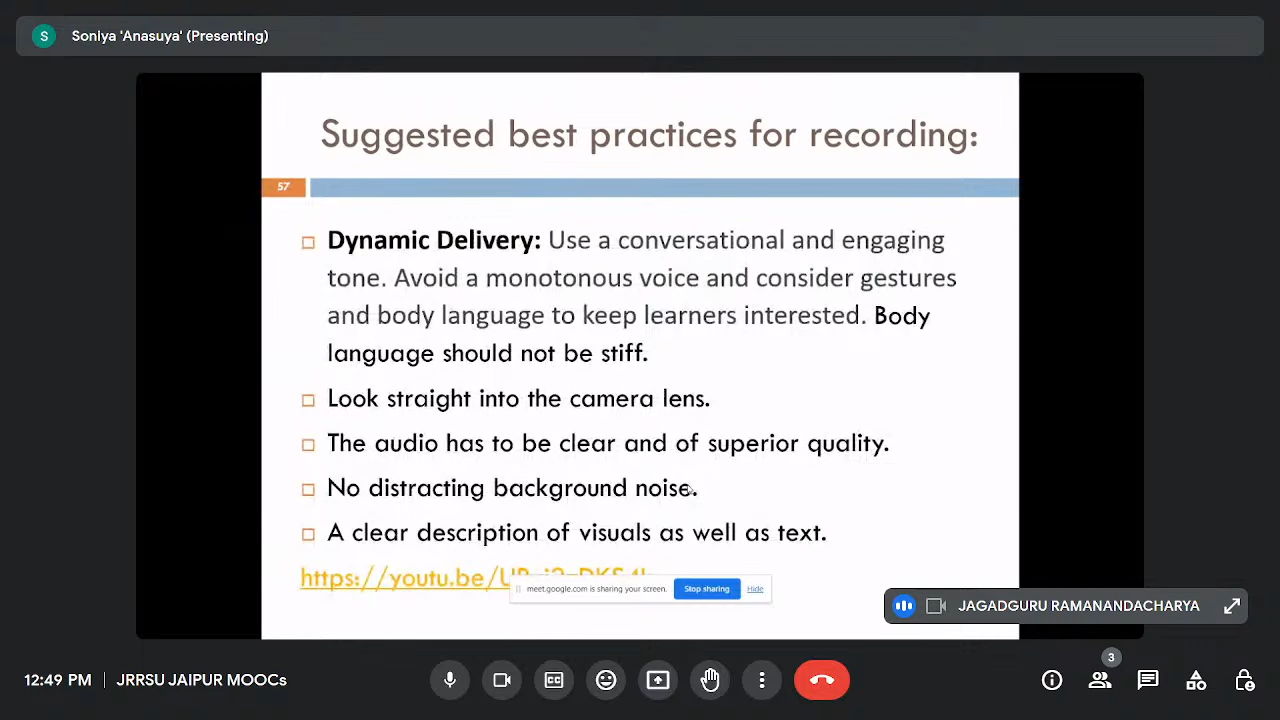 S Soniya 'Anasuya' (Presenting)
Suggested best practices for recording:
57
Dynamic Delivery: Use a conversational and engaging
tone. Avoid a monotonous voice and consider gestures
and body language to keep learners interested. Body
language should not be stiff.
Look straight into the camera lens.
The audio has to be clear and of superior quality.
No distracting background noise.
A clear description of visuals as well as text.
https://youtu.be/
meet.google.com is sharing your screen. Stop sharing Hide
JAGADGURU RAMANANDACHARYA
3
12:49 PM | JRRSU JAIPUR MOOCs